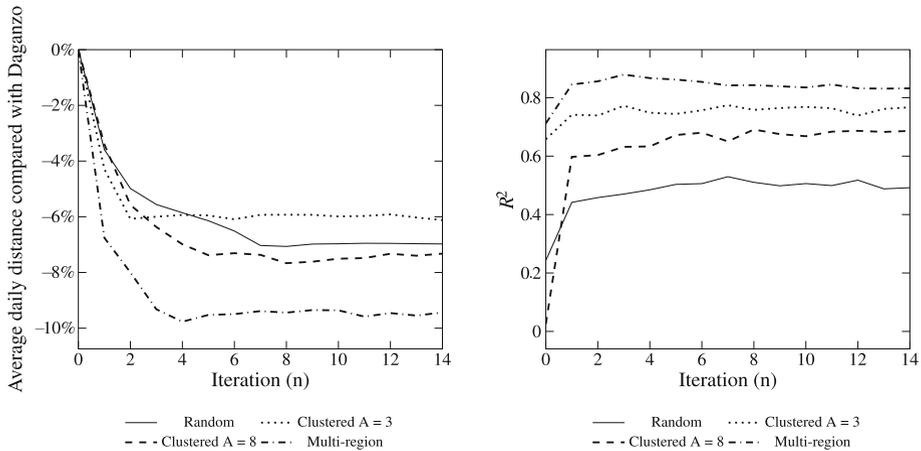 Average daily distance compared with Daganzo
0%
−2%
−4%
−6%
−8%
−10%
0 2 4 6 8 10 12 14
Iteration (n)
Random Clustered A = 3
Clustered A = 8 Multi-region
R²
0.8
0.6
0.4
0.2
0
0 2 4 6 8 10 12 14
Iteration (n)
Random Clustered A = 3
Clustered A = 8 Multi-region